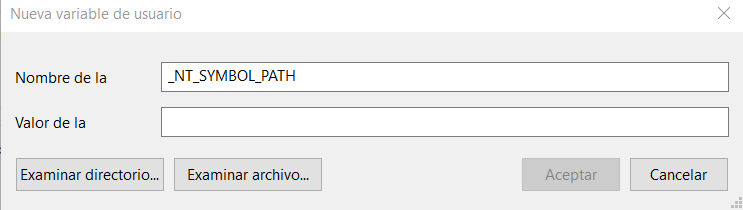 Nueva variable de usuario
Nombre de la
_NT_SYMBOL_PATH
Valor de la
Examinar directorio...
Examinar archivo...
Aceptar
Cancelar